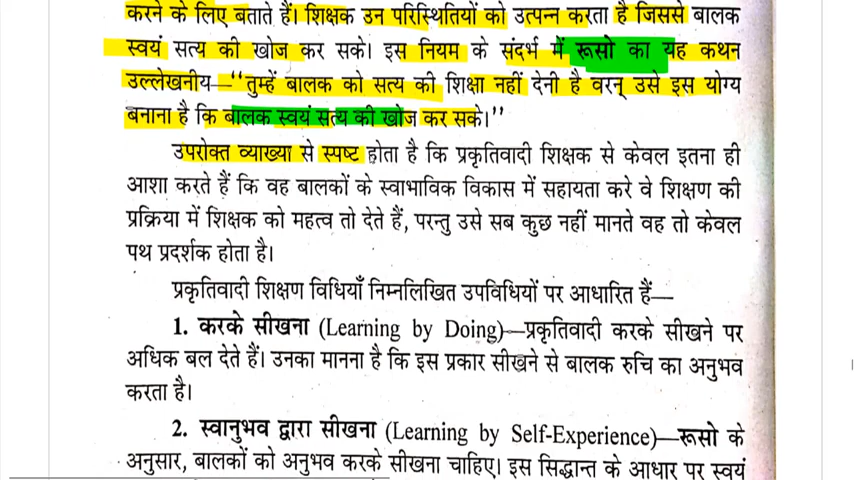 करने के लिए बताते हैं। शिक्षक उन परिस्थितियों को उत्पन्न करता है जिससे बालक
स्वयं सत्य की खोज कर सके। इस नियम के संदर्भ में रूसो का यह कथन
उल्लेखनीय—"तुम्हें बालक को सत्य की शिक्षा नहीं देनी है वरन् उसे इस योग्य
बनाना है कि बालक स्वयं सत्य की खोज कर सके।"
उपरोक्त व्याख्या से स्पष्ट होता है कि प्रकृतिवादी शिक्षक से केवल इतना ही
आशा करते हैं कि वह बालकों के स्वाभाविक विकास में सहायता करे वे शिक्षण की
प्रक्रिया में शिक्षक को महत्व तो देते हैं, परन्तु उसे सब कुछ नहीं मानते वह तो केवल
पथ प्रदर्शक होता है।
प्रकृतिवादी शिक्षण विधियाँ निम्नलिखित उपविधियों पर आधारित हैं—
1. करके सीखना (Learning by Doing)—प्रकृतिवादी करके सीखने पर
अधिक बल देते हैं। उनका मानना है कि इस प्रकार सीखने से बालक रुचि का अनुभव
करता है।
2. स्वानुभव द्वारा सीखना (Learning by Self-Experience)—रूसो के
अनुसार, बालकों को अनुभव करके सीखना चाहिए। इस सिद्धान्त के आधार पर स्वयं